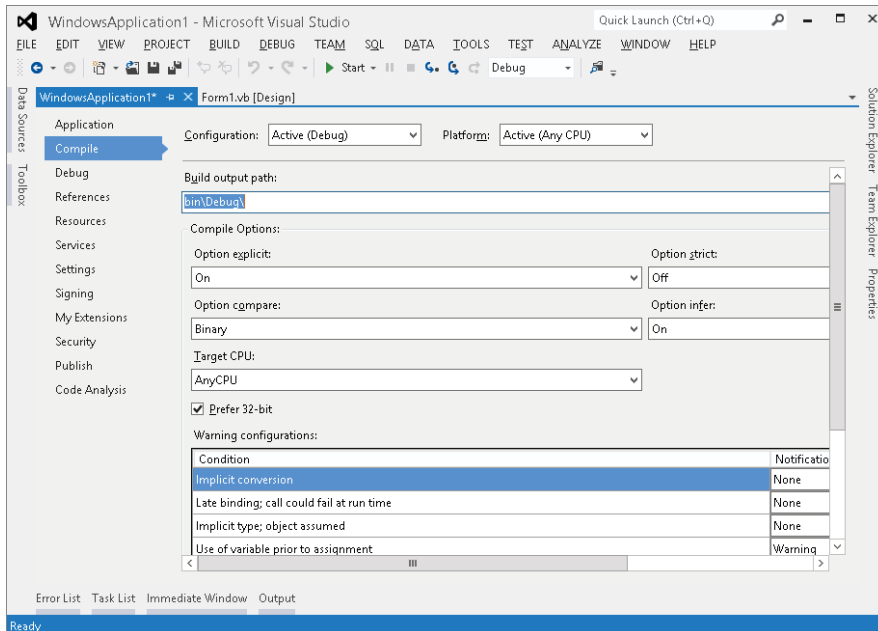 WindowsApplication1 - Microsoft Visual Studio
Quick Launch (Ctrl+Q)
FILE EDIT VIEW PROJECT BUILD DEBUG TEAM SQL DATA TOOLS TEST ANALYZE WINDOW HELP
Start Debug
Data Sources
Toolbox
WindowsApplication1* Form1.vb [Design]
Application
Compile
Debug
References
Resources
Services
Settings
Signing
My Extensions
Security
Publish
Code Analysis
Configuration: Active (Debug) Platform: Active (Any CPU)
Build output path:
bin\Debug\
Compile Options:
Option explicit: Option strict:
On Off
Option compare: Option infer:
Binary On
Target CPU:
AnyCPU
Prefer 32-bit
Warning configurations:
Condition Notificatio
Implicit conversion None
Late binding; call could fail at run time None
Implicit type; object assumed None
Use of variable prior to assignment Warning
Solution Explorer
Team Explorer
Properties
Error List Task List Immediate Window Output
Ready